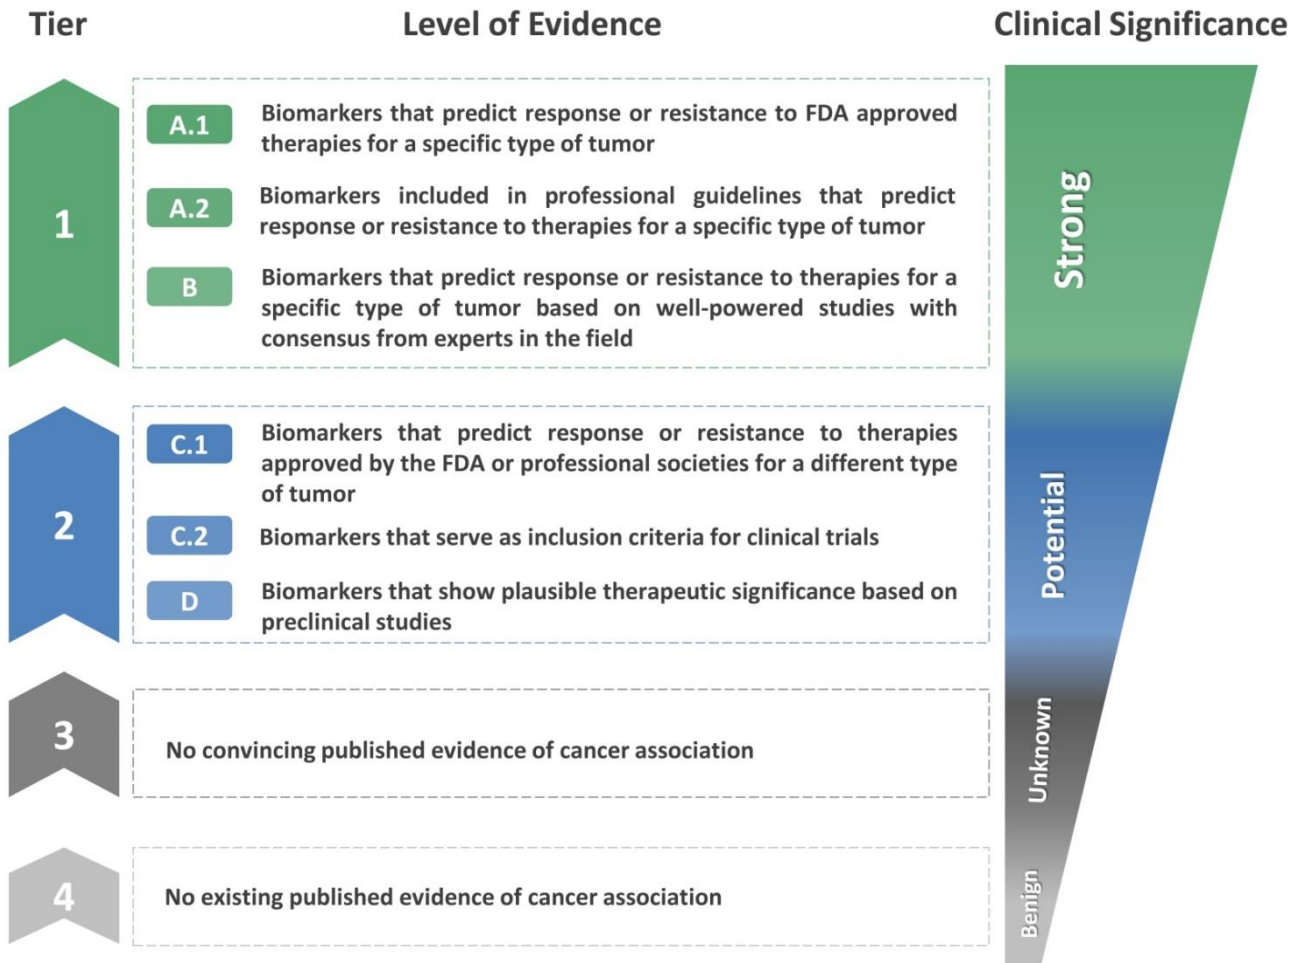 Tier
Level of Evidence
Clinical Significance
1
A.1
Biomarkers that predict response or resistance to FDA approved
therapies for a specific type of tumor
A.2
Biomarkers included in professional guidelines that predict
response or resistance to therapies for a specific type of tumor
B
Biomarkers that predict response or resistance to therapies for a
specific type of tumor based on well-powered studies with
consensus from experts in the field
Strong
2
C.1
Biomarkers that predict response or resistance to therapies
approved by the FDA or professional societies for a different type
of tumor
C.2
Biomarkers that serve as inclusion criteria for clinical trials
D
Biomarkers that show plausible therapeutic significance based on
preclinical studies
Potential
3
No convincing published evidence of cancer association
Unknown
4
No existing published evidence of cancer association
Benign